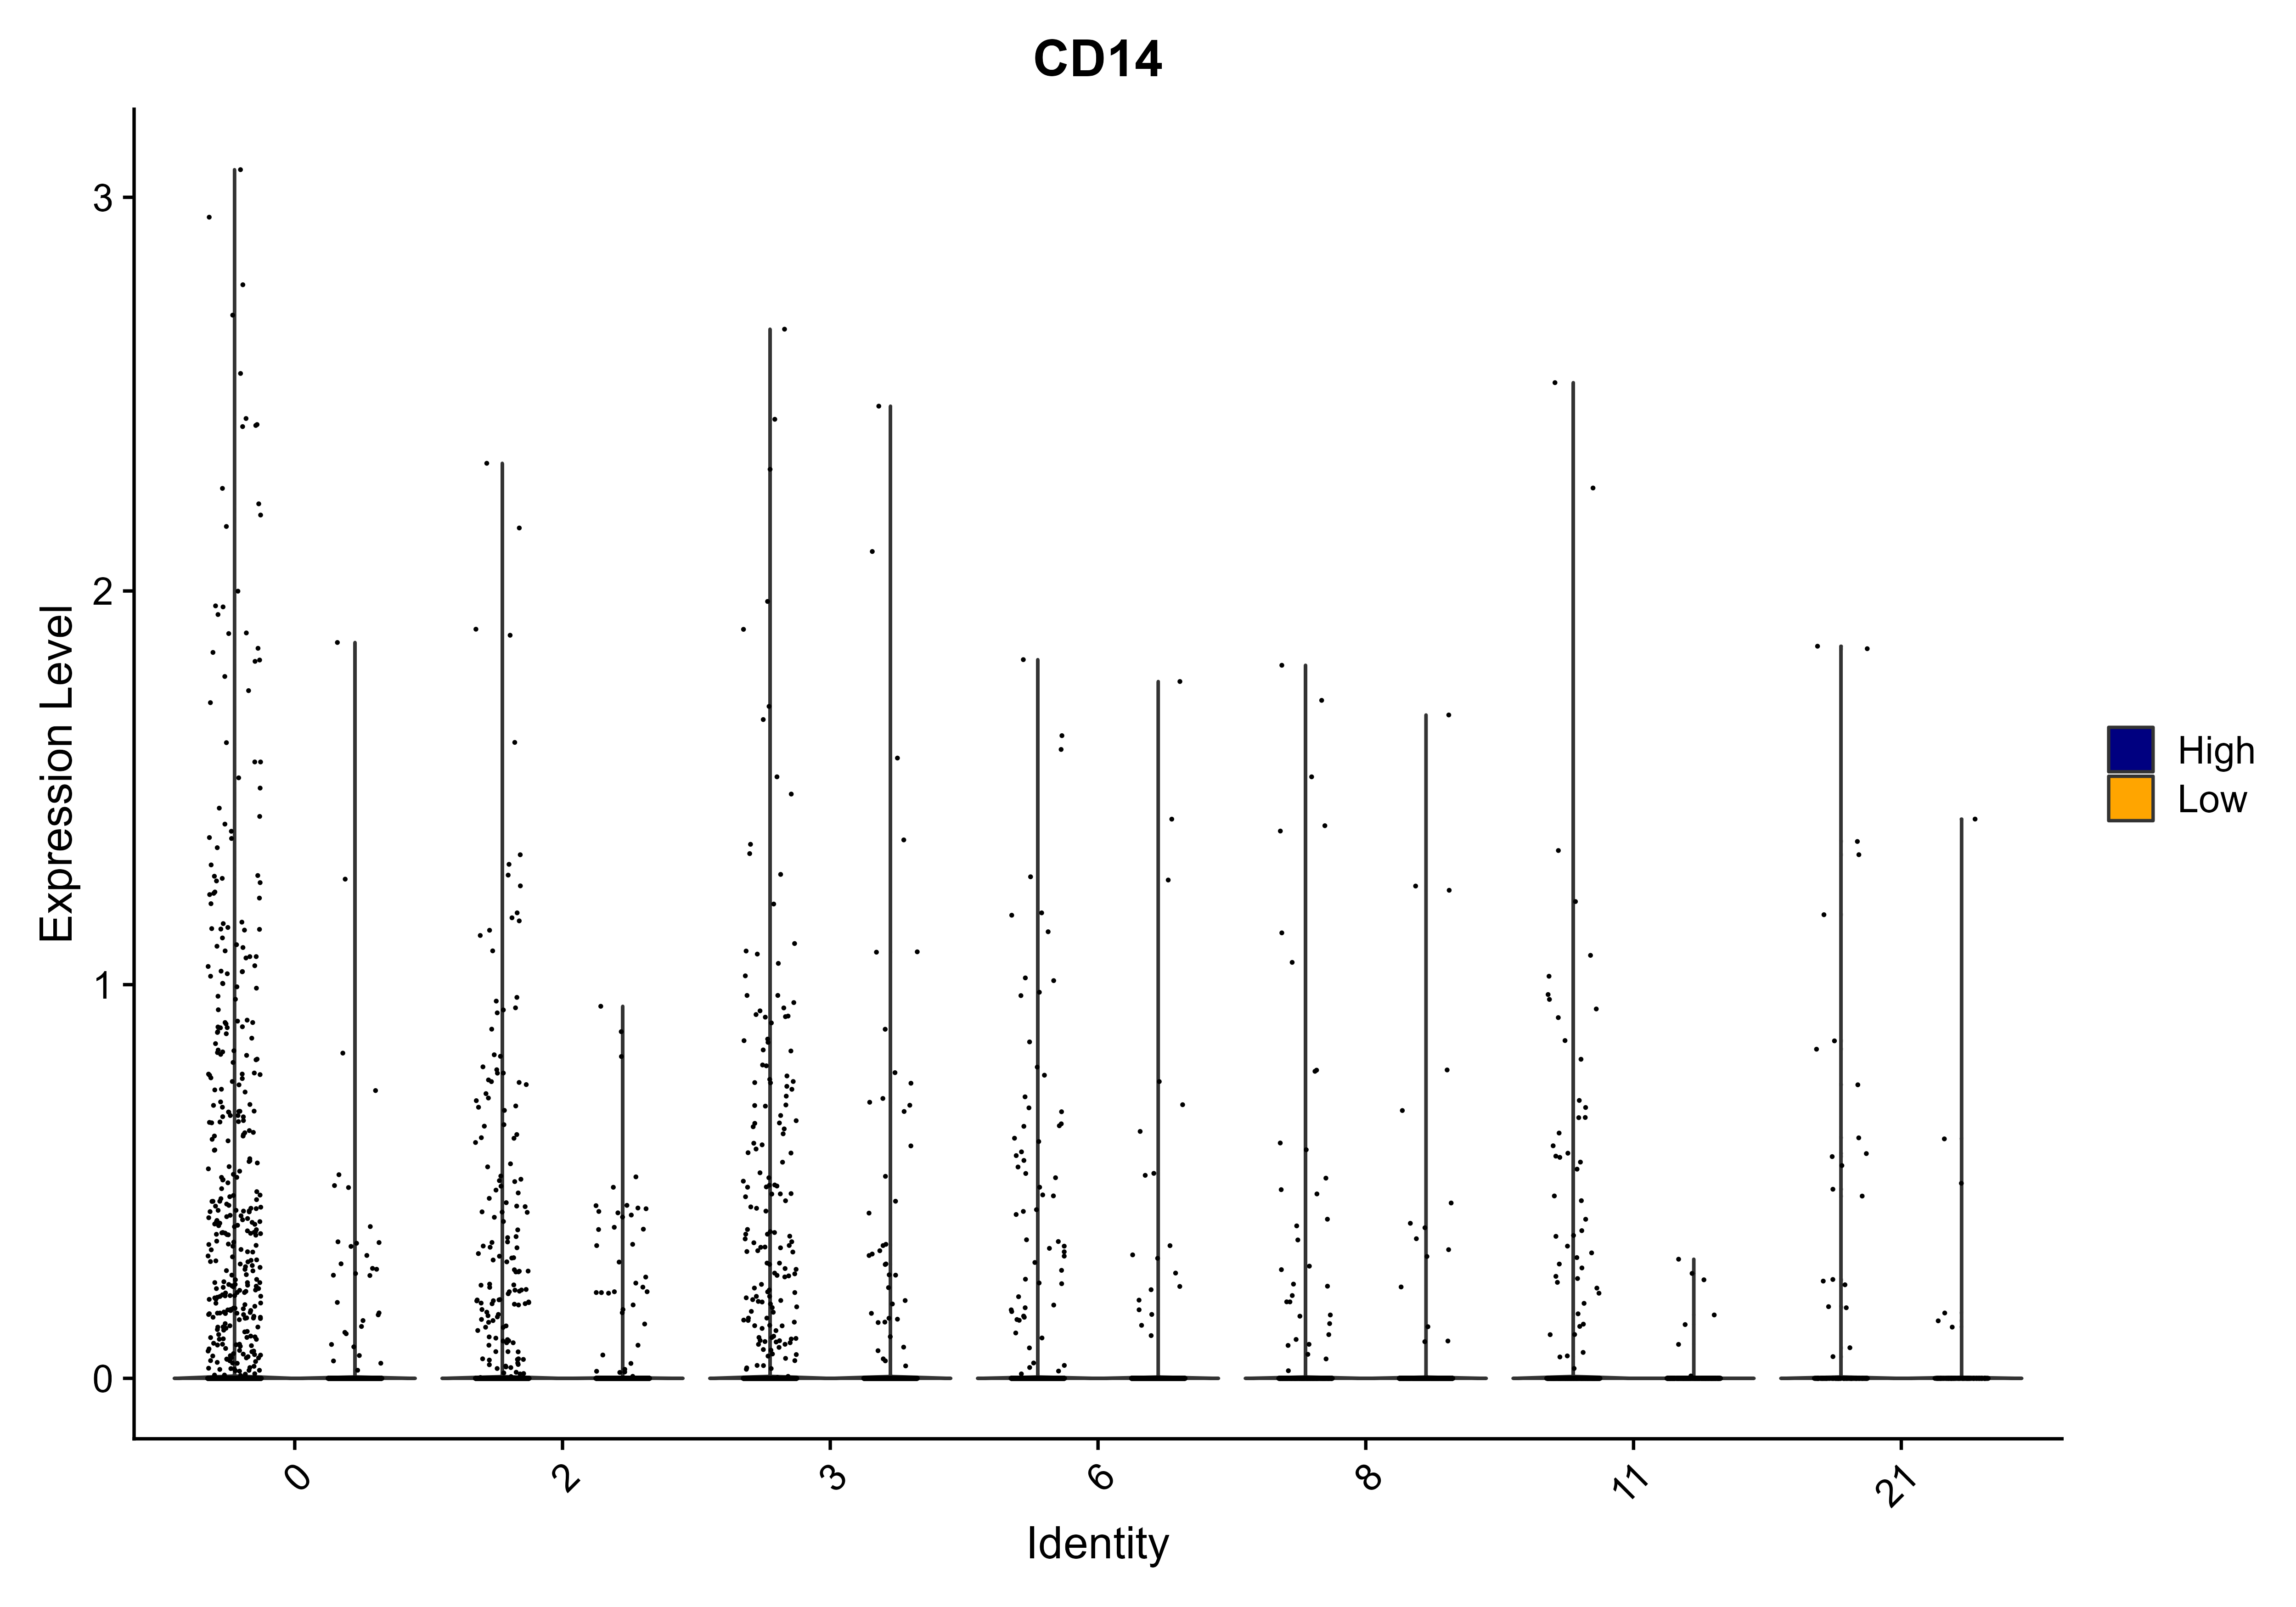 CD14
Expression Level
3
2
1
0
0 2 3 6 8 11 21
Identity
High
Low